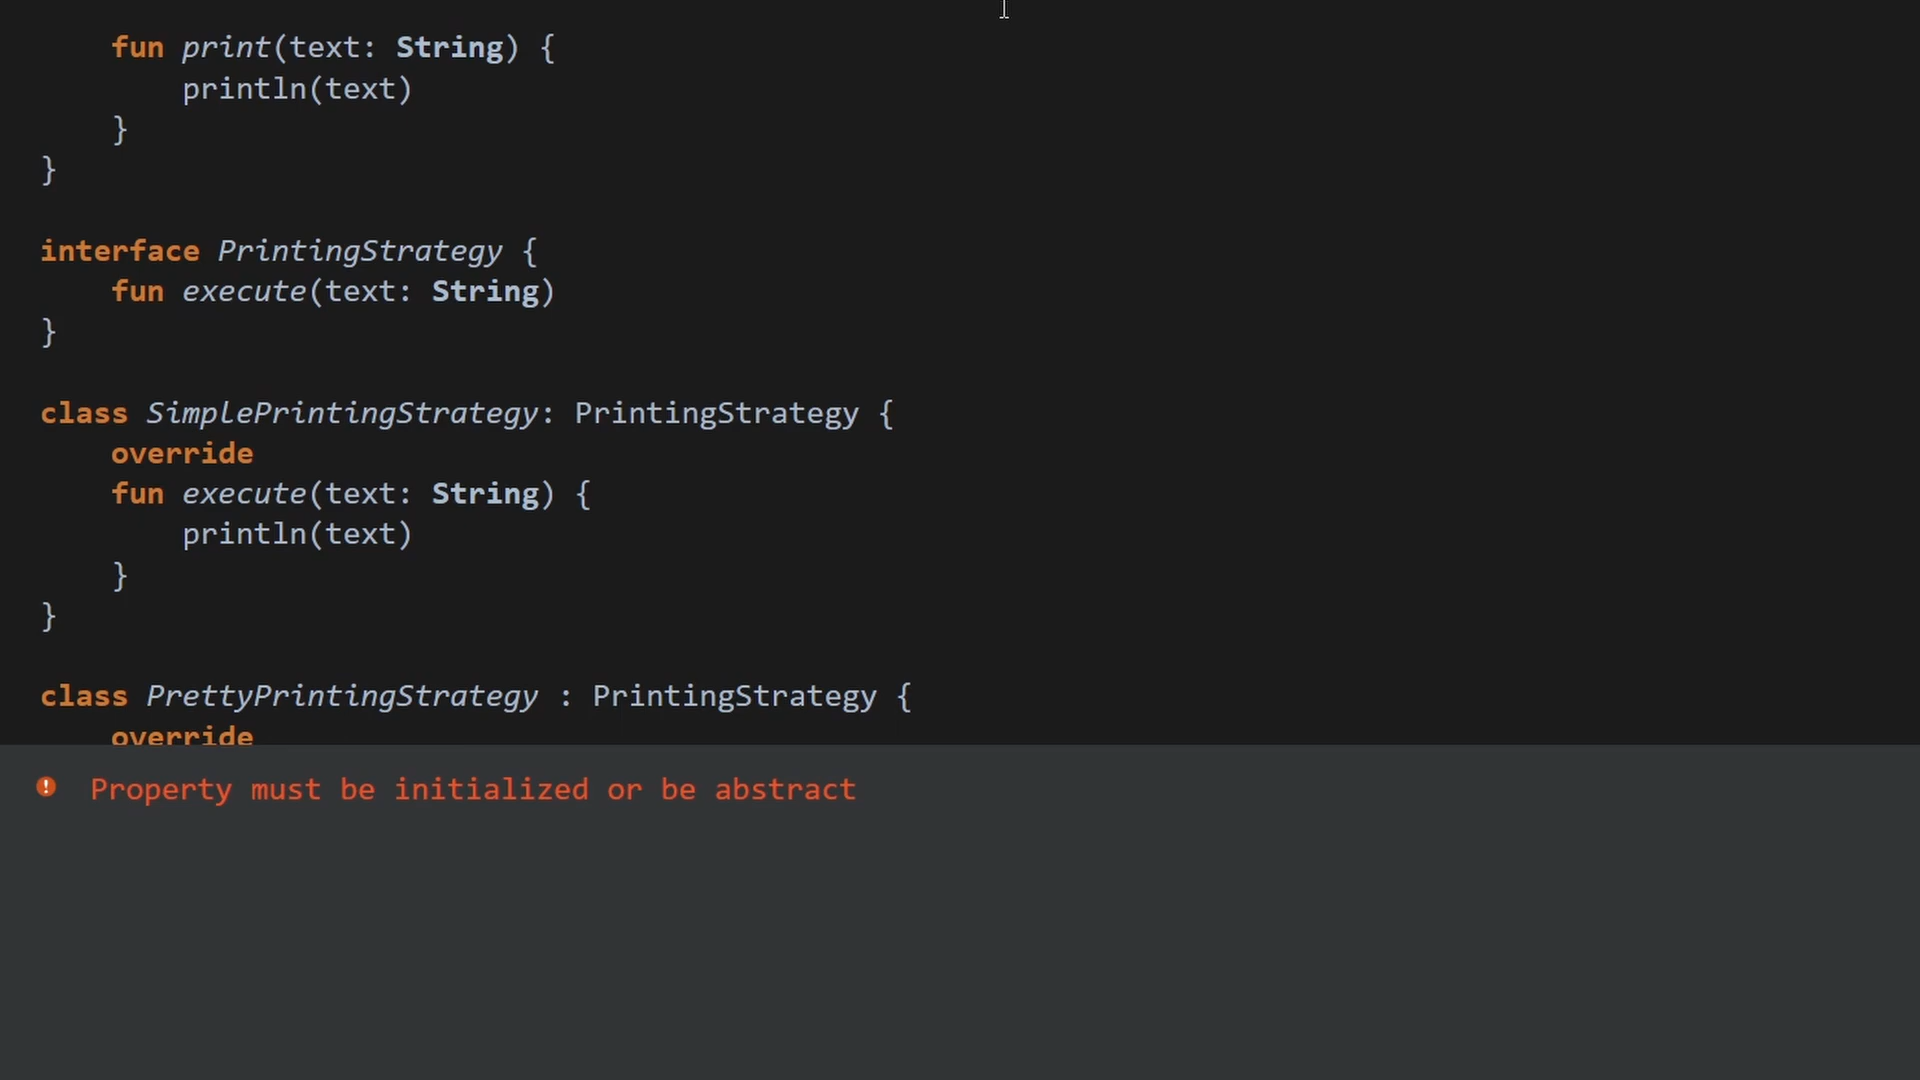 fun print(text: String) {
println(text)
}
}
interface PrintingStrategy {
fun execute(text: String)
}
class SimplePrintingStrategy: PrintingStrategy {
override
fun execute(text: String) {
println(text)
}
}
class PrettyPrintingStrategy : PrintingStrategy {
override
Property must be initialized or be abstract